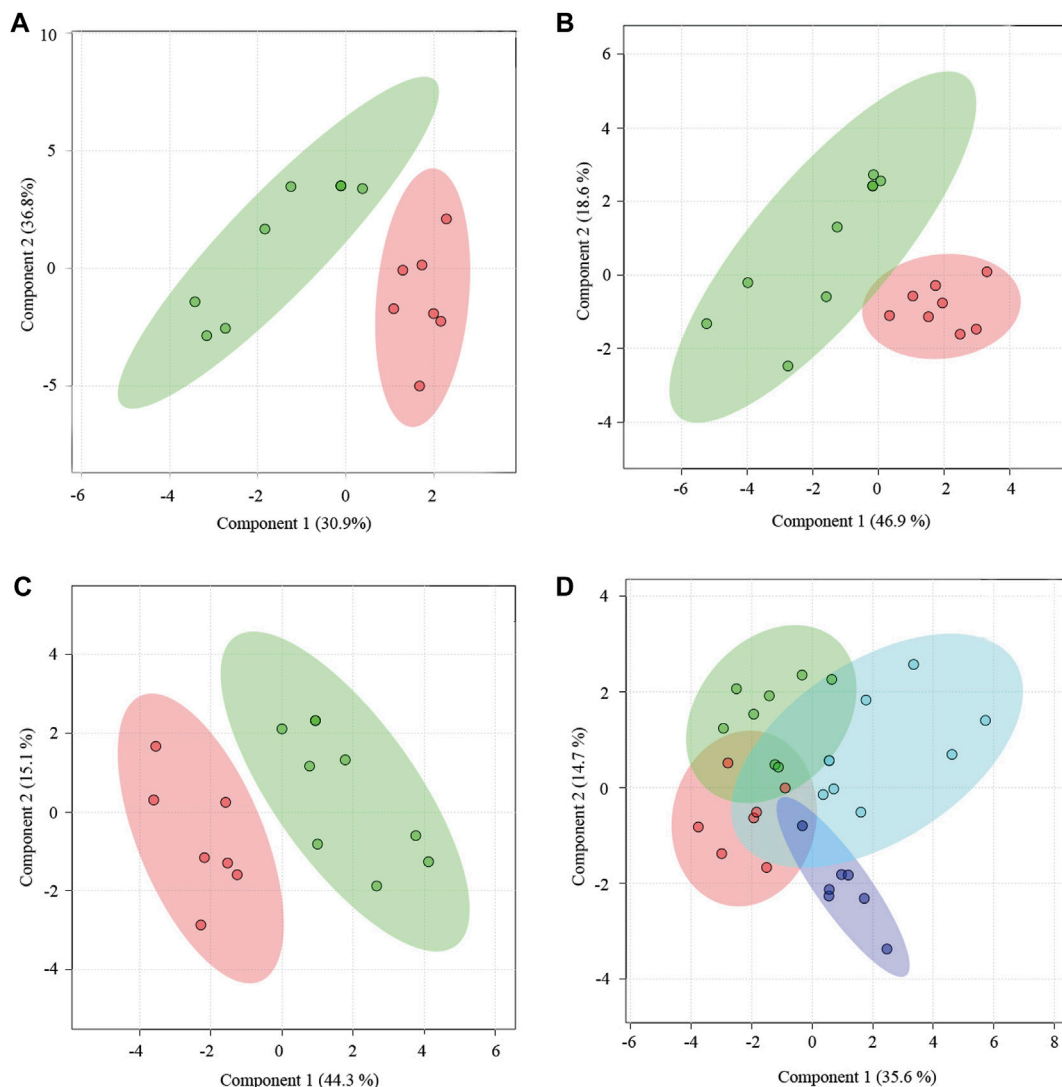 A
10
5
0
-5
Component 2 (36.8%)
-6 -4 -2 0 2
Component 1 (30.9%)
B
6
4
2
0
-2
-4
Component 2 (18.6 %)
-6 -4 -2 0 2 4
Component 1 (46.9 %)
C
4
2
0
-2
-4
Component 2 (15.1 %)
-4 -2 0 2 4 6
Component 1 (44.3 %)
D
4
2
0
-2
-4
Component 2 (14.7 %)
-6 -4 -2 0 2 4 6 8
Component 1 (35.6 %)